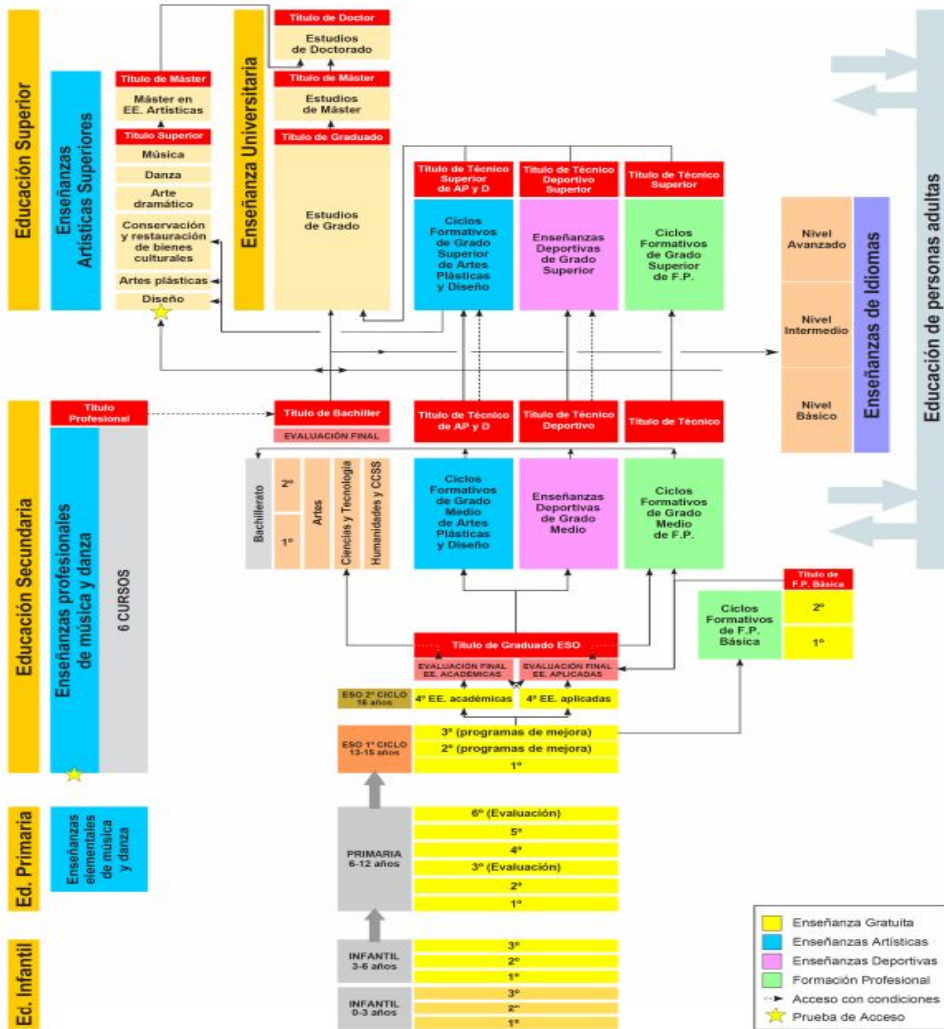 Educación Superior
Enseñanzas
Artísticas Superiores
Título de Máster
Máster en
EE. Artísticas
Título Superior
Música
Danza
Arte
dramático
Conservación
y restauración
de bienes
culturales
Artes plásticas
Diseño
Enseñanza Universitaria
Título de Doctor
Estudios
de Doctorado
Título de Máster
Estudios
de Máster
Título de Graduado
Estudios
de Grado
Título de Técnico
Superior
de AP y D
Ciclos
Formativos
de Grado
Superior
de Artes
Plásticas
y Diseño
Título de Técnico
Deportivo
Superior
Enseñanzas
Deportivas
de Grado
Superior
Título de Técnico
Superior
Ciclos
Formativos
de Grado
Superior
de F.P.
Nivel
Avanzado
Nivel
Intermedio
Nivel
Básico
Enseñanzas de Idiomas
Educación de personas adultas
Educación Secundaria
Título
Profesional
Enseñanzas profesionales
de música y danza
6 CURSOS
Título de Bachiller
EVALUACIÓN FINAL
Bachillerato
2º
1º
Artes
Ciencias y Tecnología
Humanidades y CCSS
Título de Técnico
de AP y D
Ciclos
Formativos
de Grado
Medio
de Artes
Plásticas
y Diseño
Título de Técnico
Deportivo
Enseñanzas
Deportivas
de Grado
Medio
Título de Técnico
Ciclos
Formativos
de Grado
Medio
de F.P.
Título de
F.P. Básica
Ciclos
Formativos
de F.P.
Básica
2º
1º
Título de Graduado ESO
EVALUACIÓN FINAL
EE. ACADÉMICAS
EVALUACIÓN FINAL
EE. APLICADAS
ESO 2º CICLO
16 años
4º EE. académicas
4º EE. aplicadas
ESO 1º CICLO
13-15 años
3º (programas de mejora)
2º (programas de mejora)
1º
Ed. Primaria
Enseñanzas
elementales
de música
y danza
PRIMARIA
6-12 años
6º (Evaluación)
5º
4º
3º (Evaluación)
2º
1º
Ed. Infantil
INFANTIL
3-6 años
3º
2º
1º
INFANTIL
0-3 años
3º
2º
1º
Enseñanza Gratuita
Enseñanzas Artísticas
Enseñanzas Deportivas
Formación Profesional
Acceso con condiciones
Prueba de Acceso